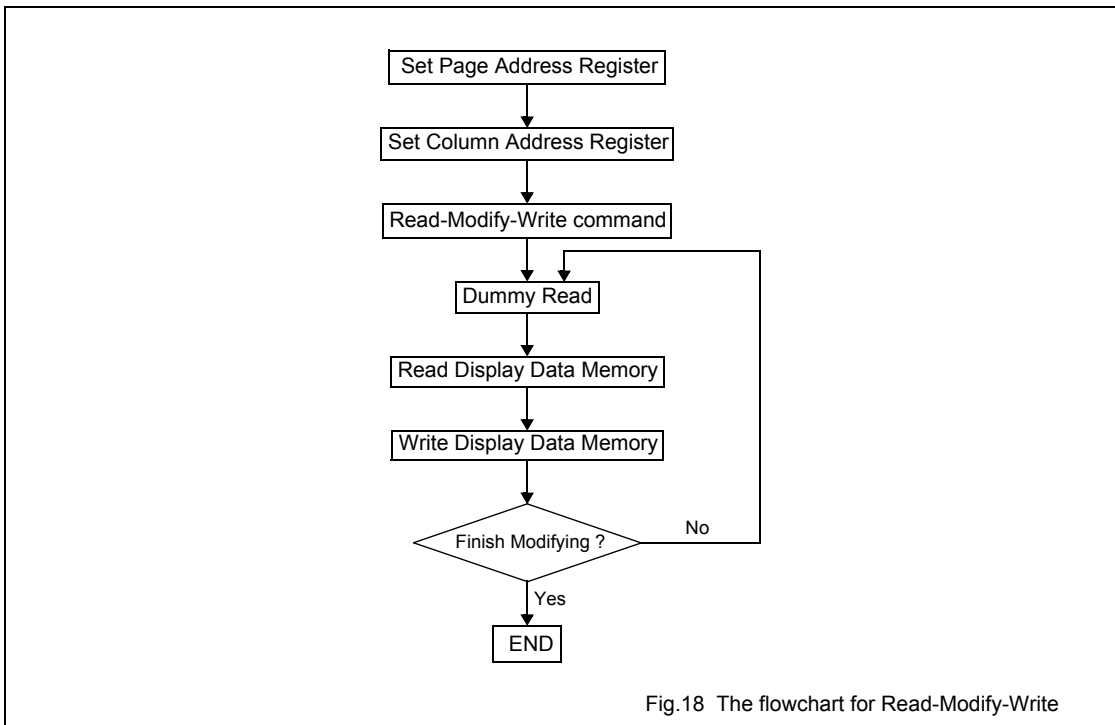 Set Page Address Register
Set Column Address Register
Read-Modify-Write command
Dummy Read
Read Display Data Memory
Write Display Data Memory
Finish Modifying ?
No
Yes
END
Fig.18 The flowchart for Read-Modify-Write